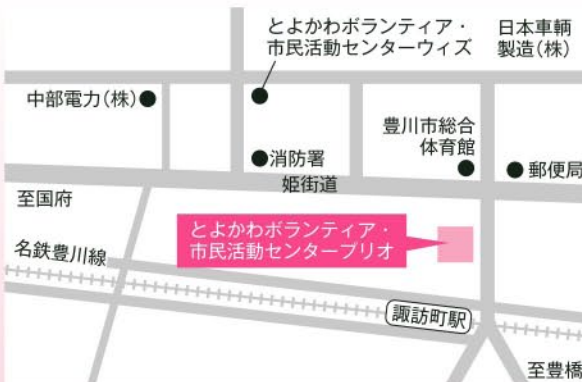 とよかわボランティア・
市民活動センターウィズ
日本車輌
製造(株)
中部電力(株)
豊川市総合
体育館
消防署
郵便局
姫街道
至国府
とよかわボランティア・
市民活動センタープリオ
名鉄豊川線
諏訪町駅
至豊橋